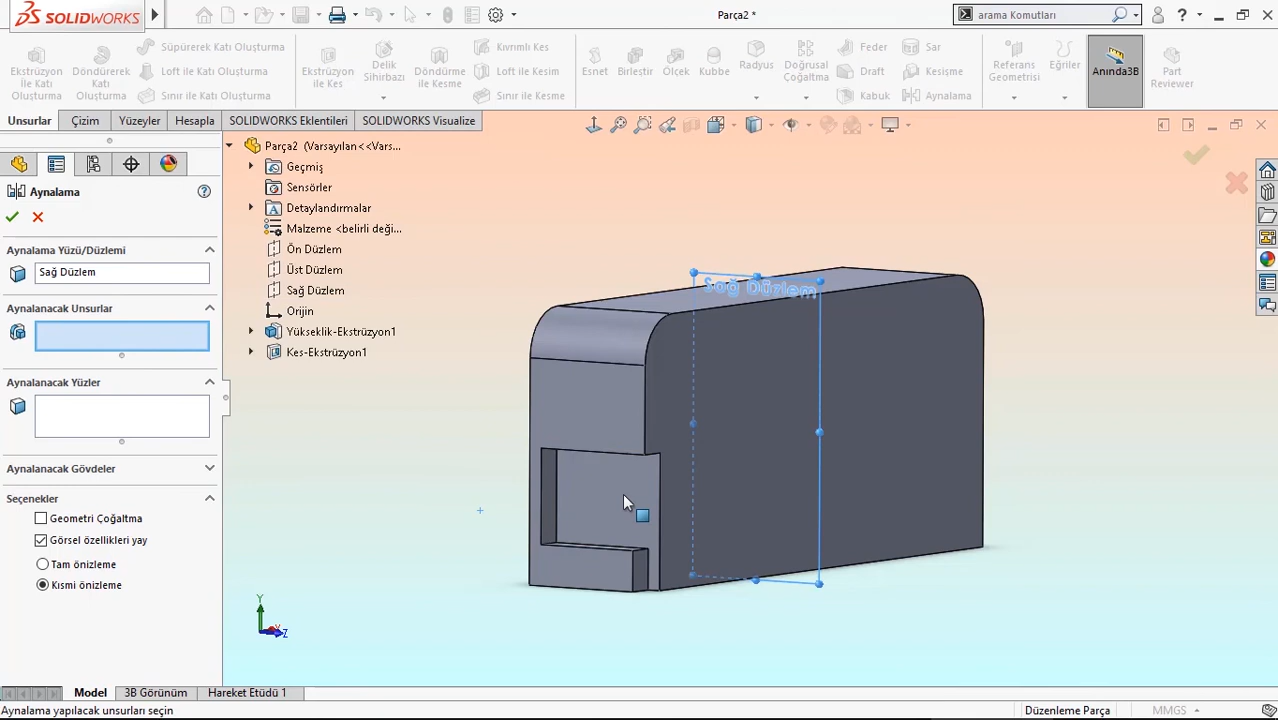 SOLIDWORKS
Parça2 *
arama Komutları
Ekstrüzyon
ile Katı
Oluşturma
Döndürerek
Katı
Oluşturma
Süpürerek Katı Oluşturma
Loft ile Katı Oluşturma
Sınır ile Katı Oluşturma
Ekstrüzyon
ile Kes
Delik
Sihirbazı
Döndürme
ile Kesme
Kıvrımlı Kes
Loft ile Kesim
Sınır ile Kesme
Esnet
Birleştir
Ölçek
Kubbe
Radyus
Doğrusal
Çoğaltma
Feder
Draft
Kabuk
Sar
Kesişme
Aynalama
Referans
Geometrisi
Eğriler
Anında3B
Part
Reviewer
Unsurlar
Çizim
Yüzeyler
Hesapla
SOLIDWORKS Eklentileri
SOLIDWORKS Visualize
Aynalama
Aynalama Yüzü/Düzlemi
Sağ Düzlem
Aynalanacak Unsurlar
Aynalanacak Yüzler
Aynalanacak Gövdeler
Seçenekler
Geometri Çoğaltma
Görsel özellikleri yay
Tam önizleme
Kısmi önizleme
Parça2 (Varsayılan<<Vars...
Geçmiş
Sensörler
Detaylandırmalar
Malzeme <belirli deği...
Ön Düzlem
Üst Düzlem
Sağ Düzlem
Orijin
Yükseklik-Ekstrüzyon1
Kes-Ekstrüzyon1
Sağ Düzlem
Y
Z
Model
3B Görünüm
Hareket Etüdü 1
Aynalama yapılacak unsurları seçin
Düzenleme Parça
MMGS